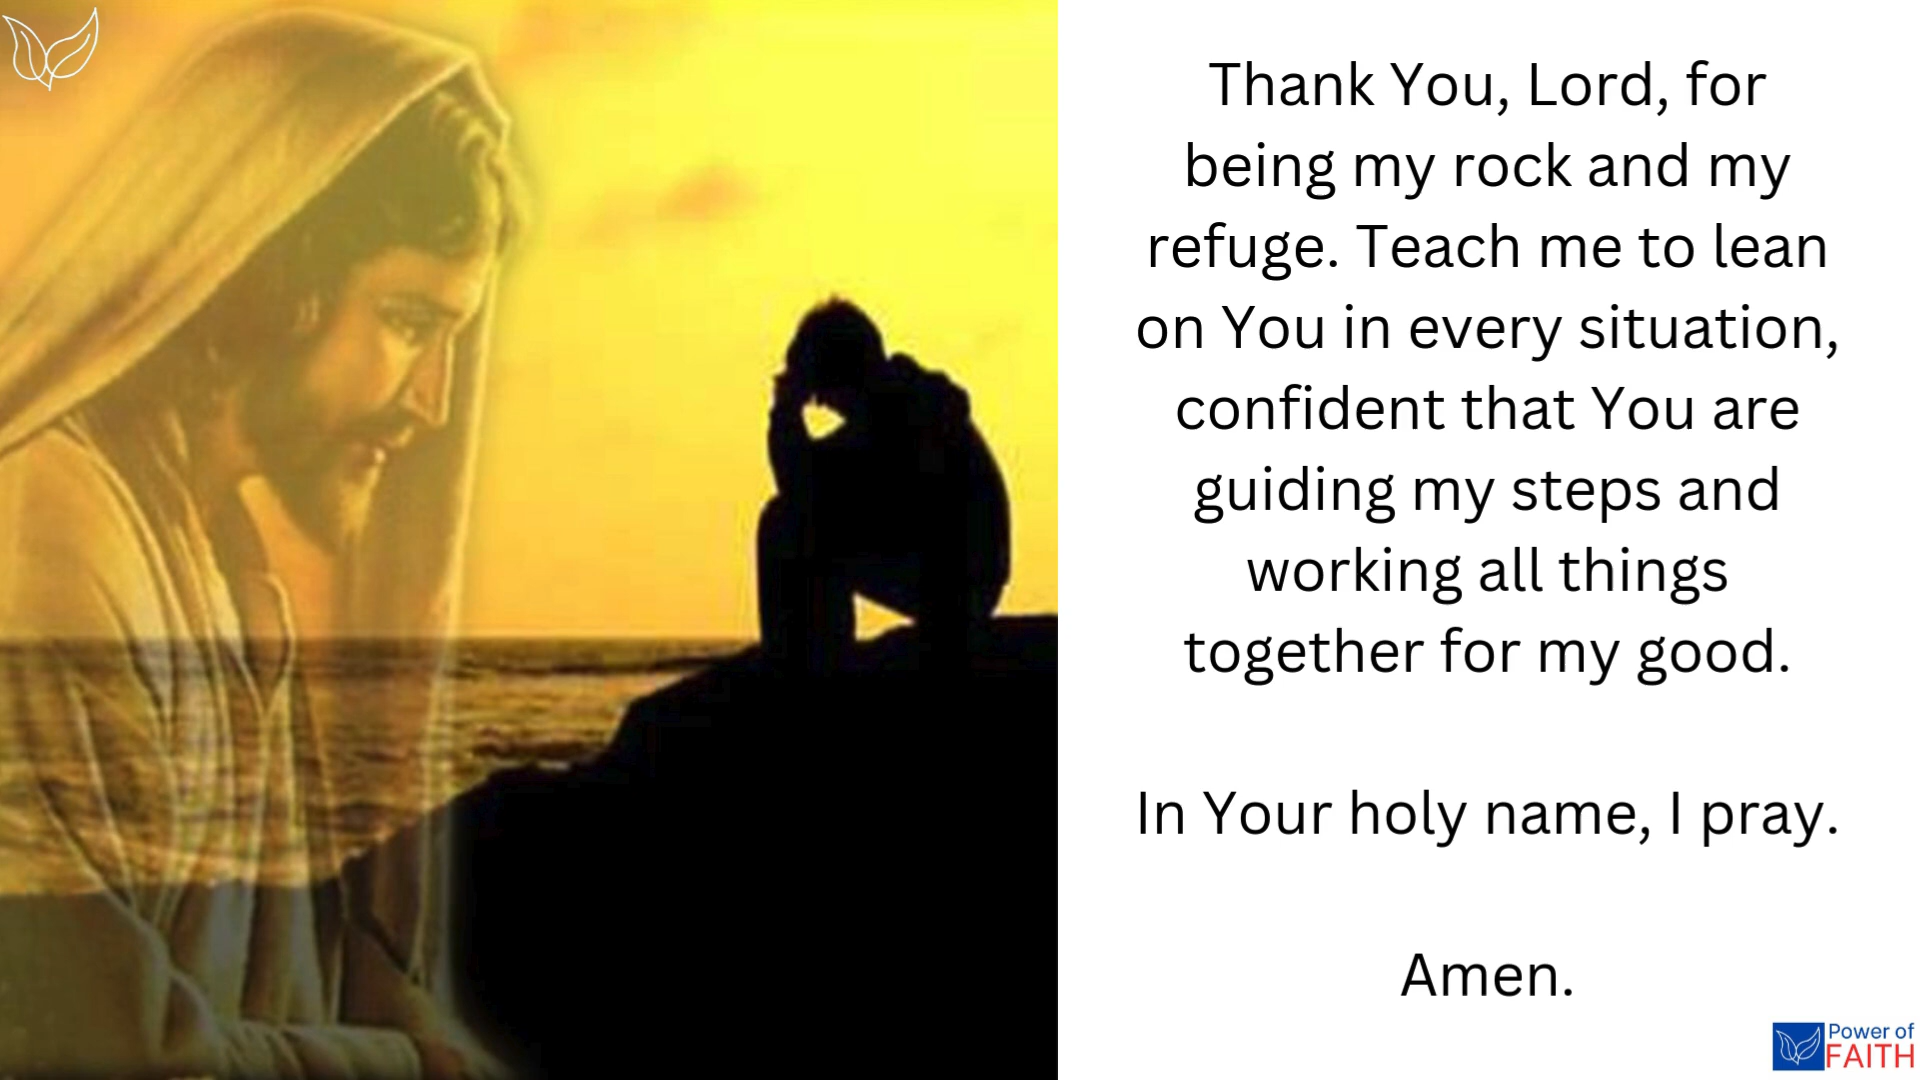 Thank You, Lord, for
being my rock and my
refuge. Teach me to lean
on You in every situation,
confident that You are
guiding my steps and
working all things
together for my good.
In Your holy name, I pray.
Amen.
Power of
FAITH